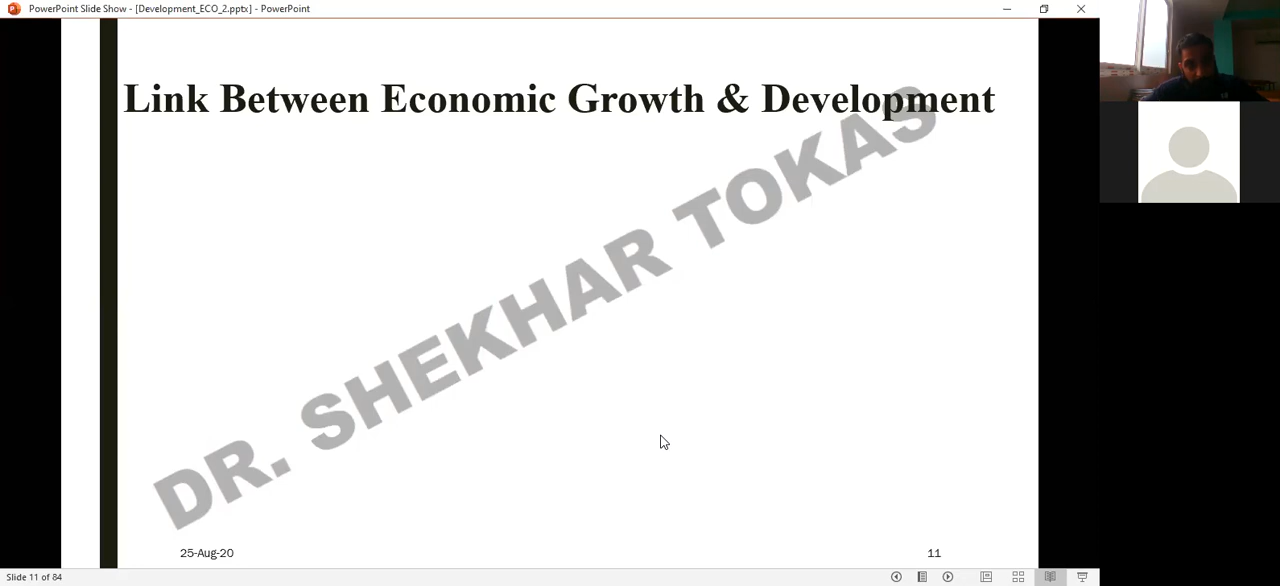 PowerPoint Slide Show - [Development_ECO_2.pptx] - PowerPoint
Link Between Economic Growth & Development
DR. SHEKHAR TOKAS
25-Aug-20
11
Slide 11 of 84